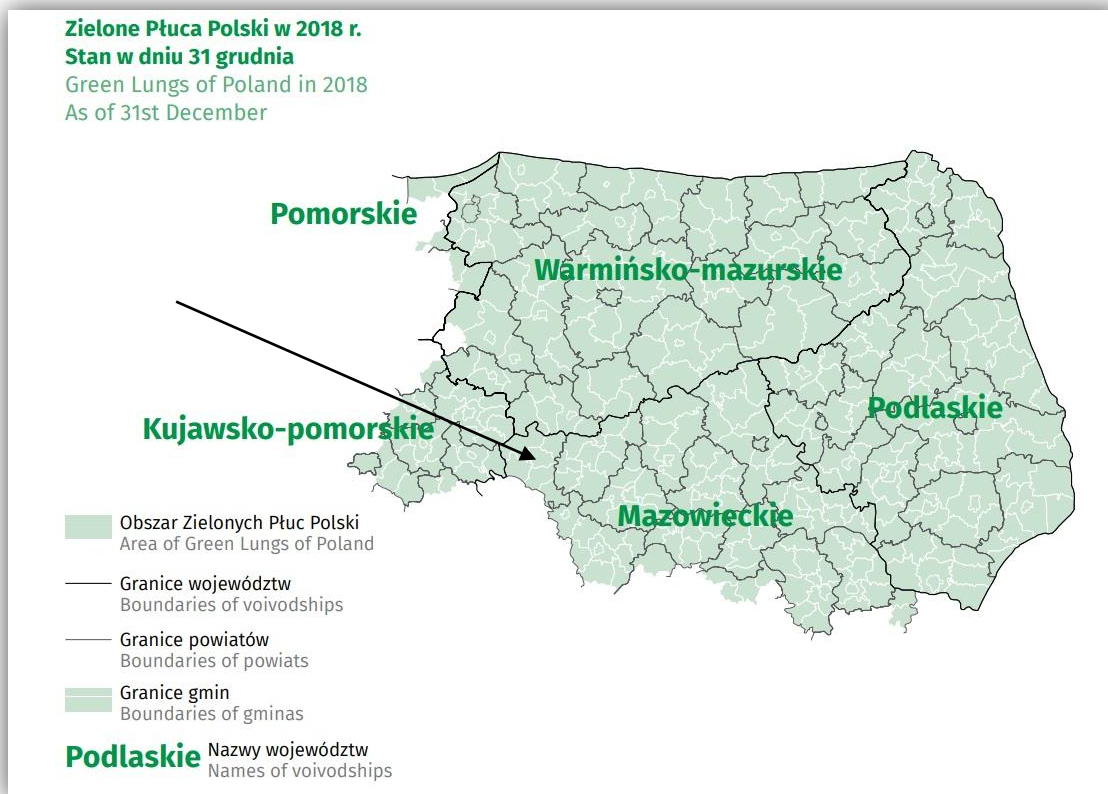 Zielone Płuca Polski w 2018 r.
Stan w dniu 31 grudnia
Green Lungs of Poland in 2018
As of 31st December
Pomorskie
Warmińsko-mazurskie
Podlaskie
Kujawsko-pomorskie
Mazowieckie
Obszar Zielonych Płuc Polski
Area of Green Lungs of Poland
Granice województw
Boundaries of voivodships
Granice powiatów
Boundaries of powiats
Granice gmin
Boundaries of gminas
Podlaskie Nazwy województw
Names of voivodships